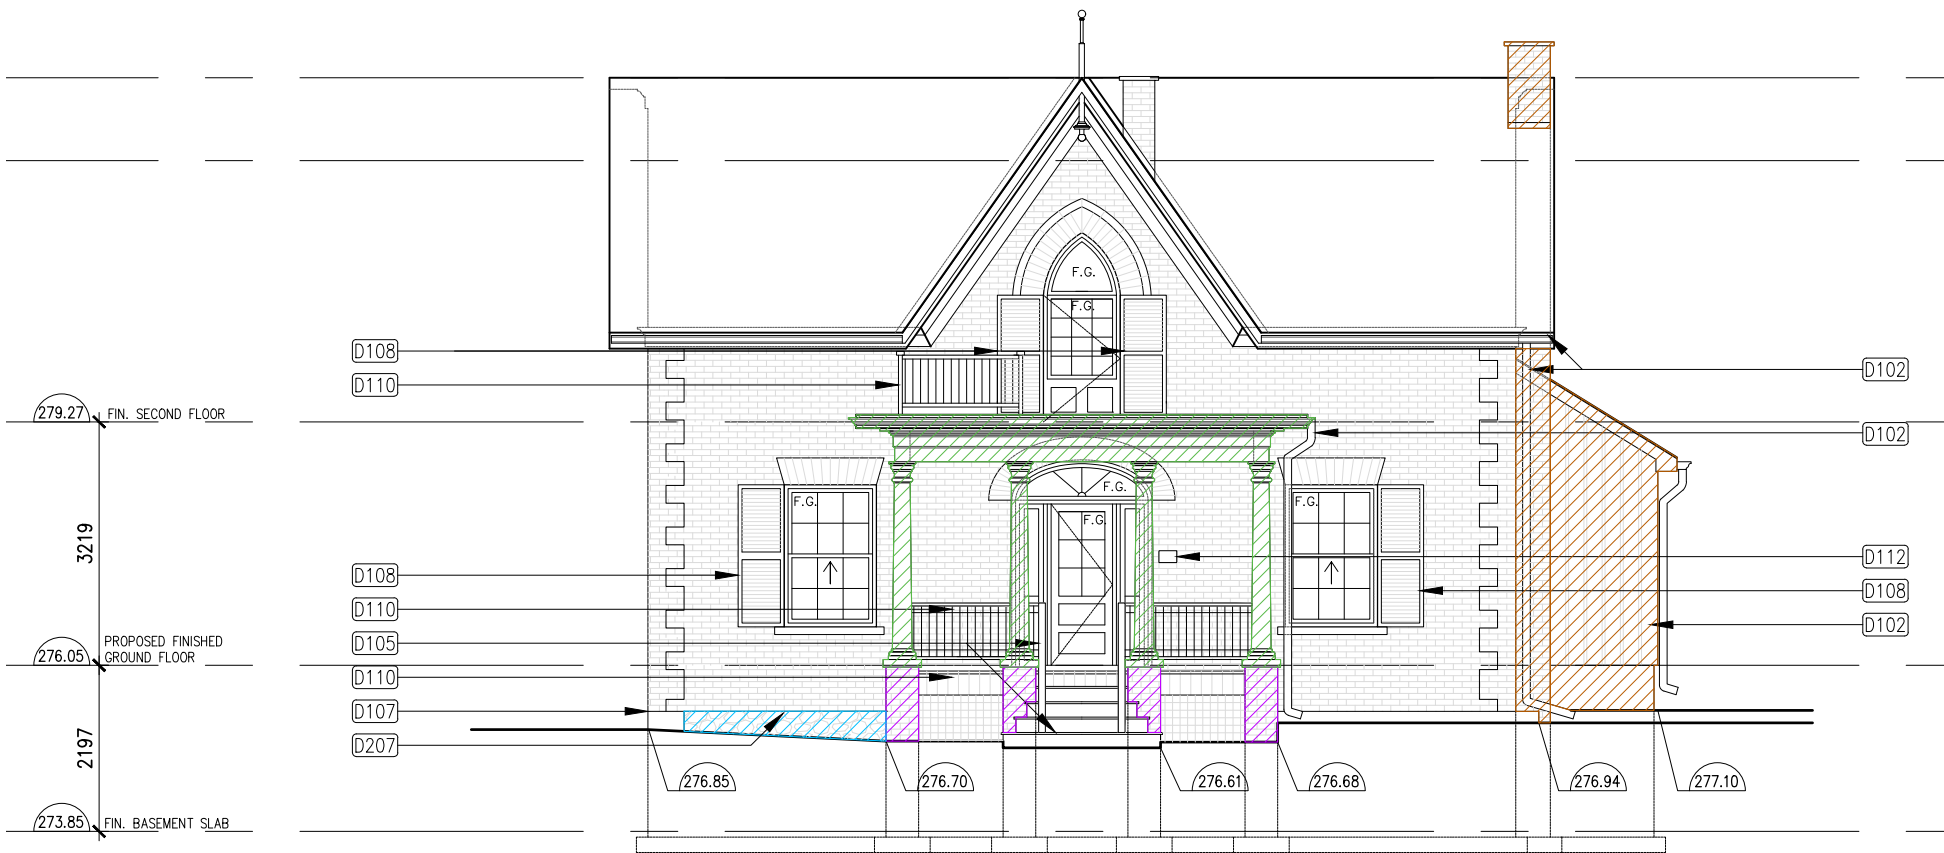 F.G.
F.G.
D108
D110
D102
279.27
FIN. SECOND FLOOR
D102
F.G.
F.G.
F.G.
F.G.
3219
D112
D108
D108
D110
D102
276.05
PROPOSED FINISHED
GROUND FLOOR
D105
D110
D107
D207
2197
276.85
276.70
276.61
276.68
276.94
277.10
273.85
FIN. BASEMENT SLAB